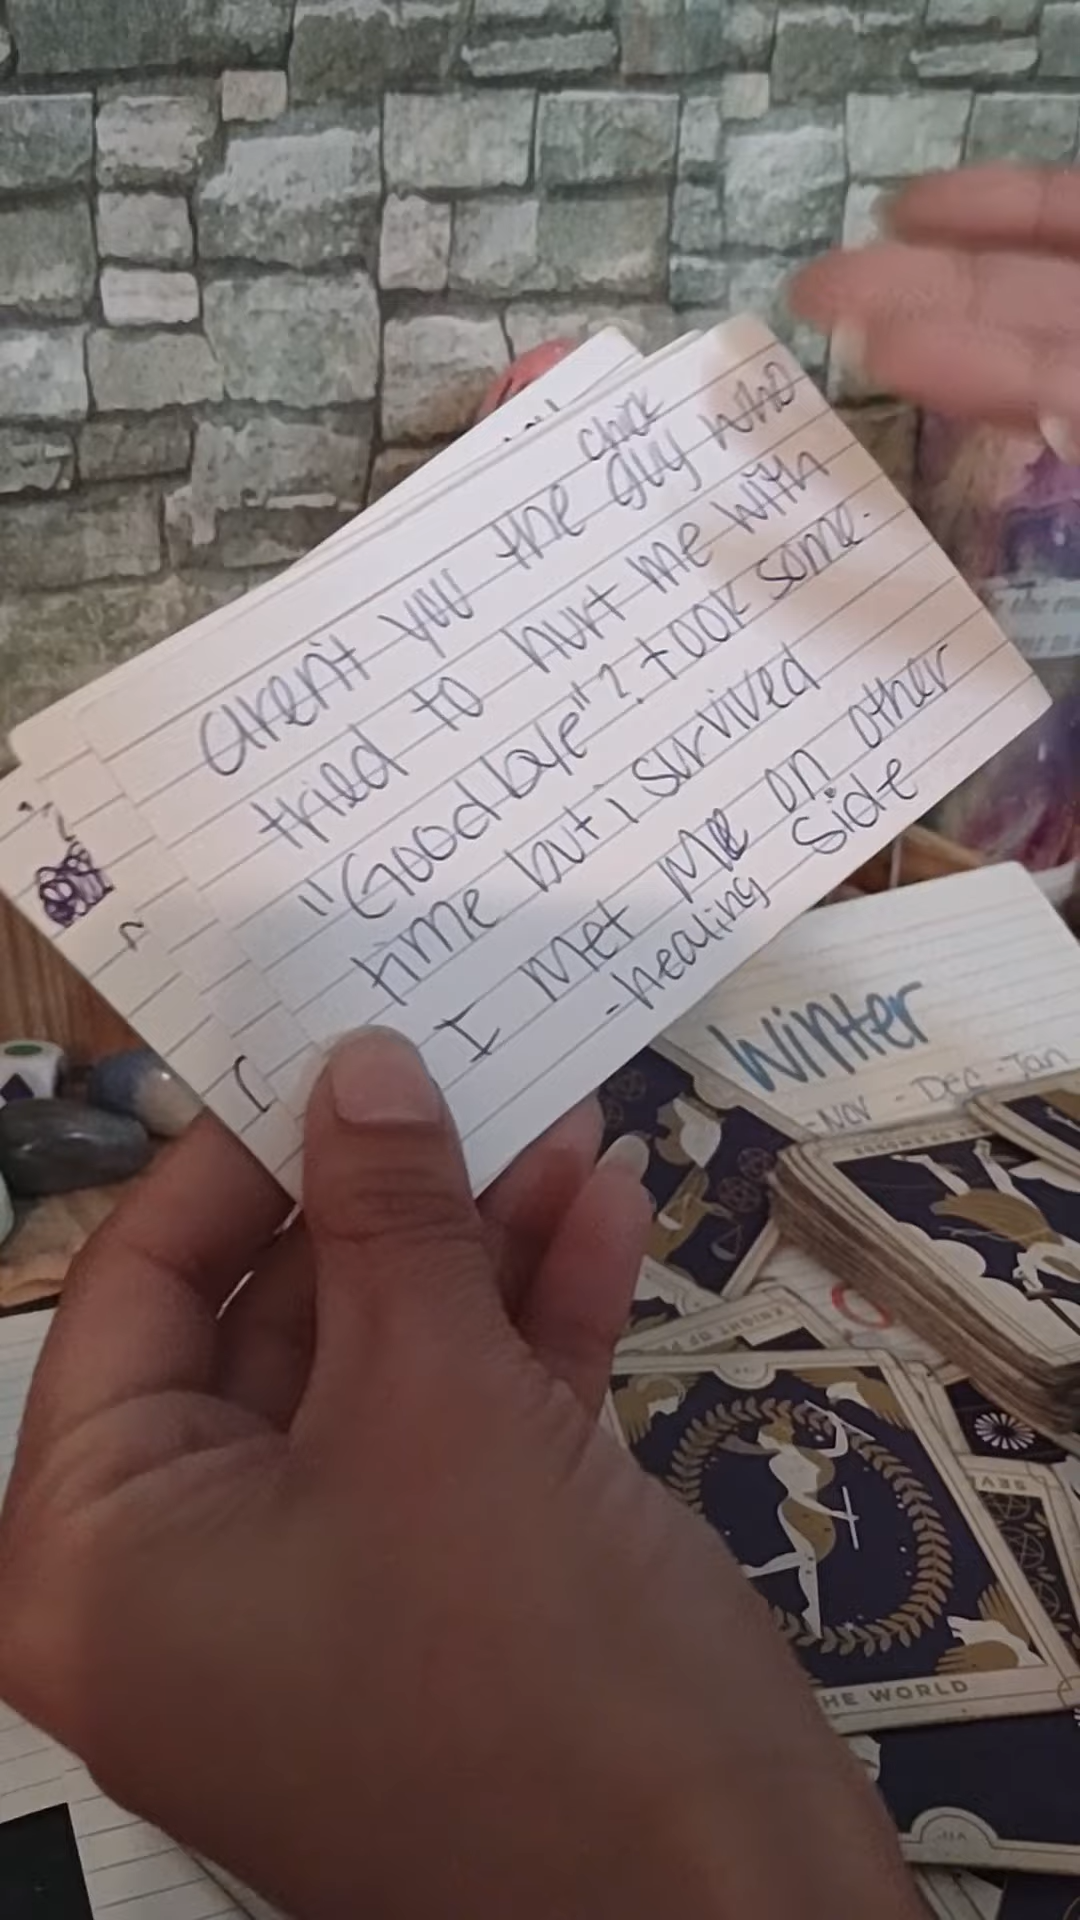 chick
aren't you the guy who
tried to hurt me with
"Goodbye"? took some-
time but i survived
I met me on other
side
-healing
Winter
-Nov - Dec - Jan
THE WORLD